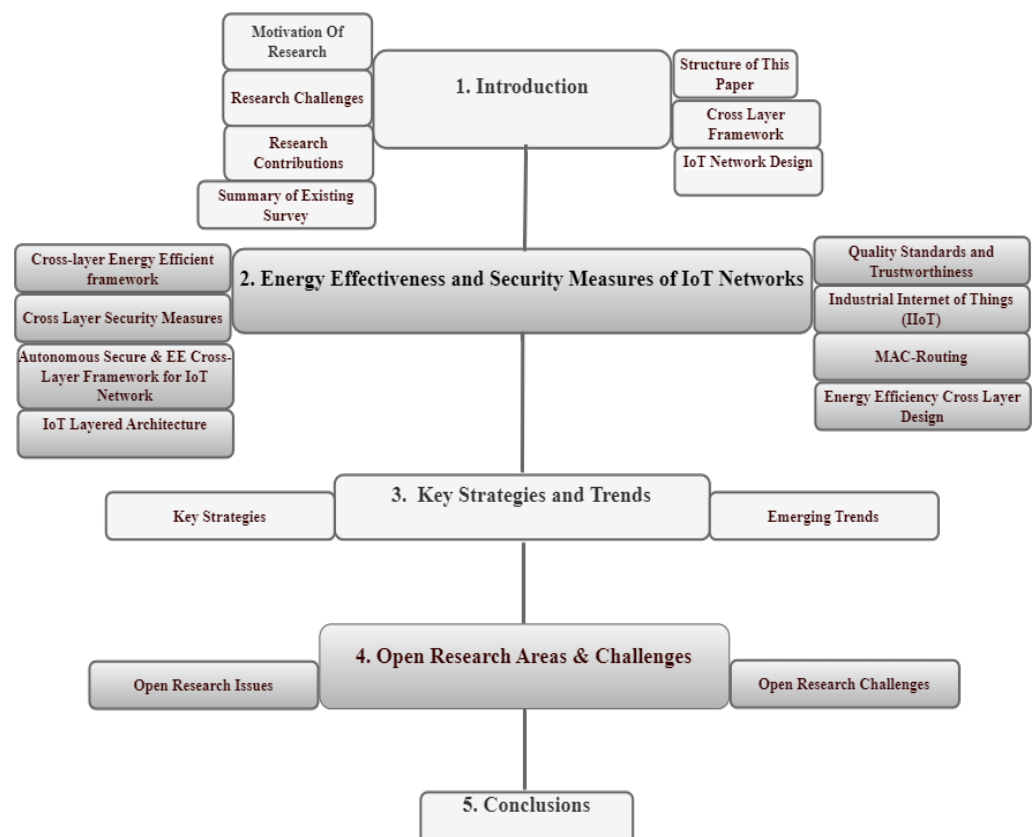 Motivation Of
Research
Research Challenges
Research
Contributions
Summary of Existing
Survey
1. Introduction
Structure of This
Paper
Cross Layer
Framework
IoT Network Design
Cross-layer Energy Efficient
framework
Cross Layer Security Measures
Autonomous Secure & EE Cross-
Layer Framework for IoT
Network
IoT Layered Architecture
2. Energy Effectiveness and Security Measures of IoT Networks
Quality Standards and
Trustworthiness
Industrial Internet of Things
(IIoT)
MAC-Routing
Energy Efficiency Cross Layer
Design
Key Strategies
3. Key Strategies and Trends
Emerging Trends
Open Research Issues
4. Open Research Areas & Challenges
Open Research Challenges
5. Conclusions